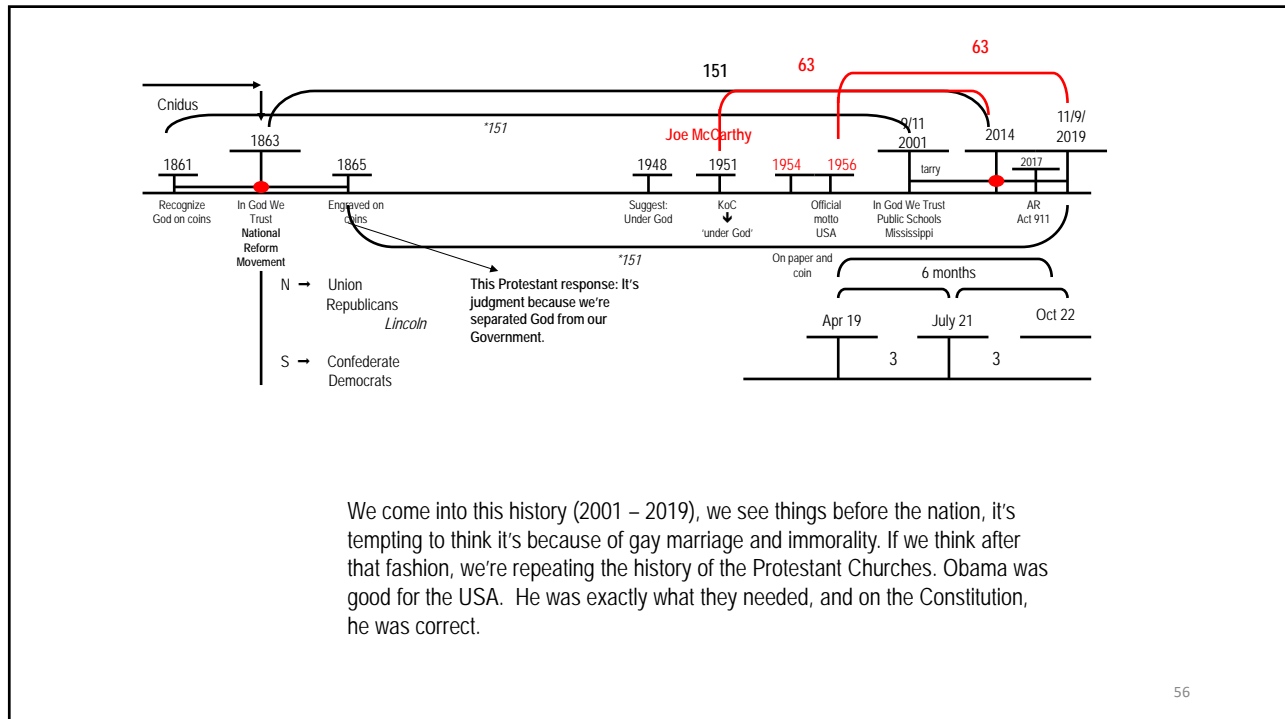 63
151
63
Cnidus
*151
Joe McCarthy
9/11
2001
2014
11/9/
2019
1863
1861
1865
1948
1951
1954
1956
tarry
2017
Recognize
God on coins
In God We
Trust
National
Reform
Movement
Engraved on
coins
Suggest:
Under God
KoC
🡻
'under God'
Official
motto
USA
In God We Trust
Public Schools
Mississippi
AR
Act 911
*151
On paper and
coin
6 months
N → Union
Republicans
Lincoln
S → Confederate
Democrats
This Protestant response: It's
judgment because we're
separated God from our
Government.
Apr 19
July 21
Oct 22
3
3
We come into this history (2001 – 2019), we see things before the nation, it's
tempting to think it's because of gay marriage and immorality. If we think after
that fashion, we're repeating the history of the Protestant Churches. Obama was
good for the USA.  He was exactly what they needed, and on the Constitution,
he was correct.
56